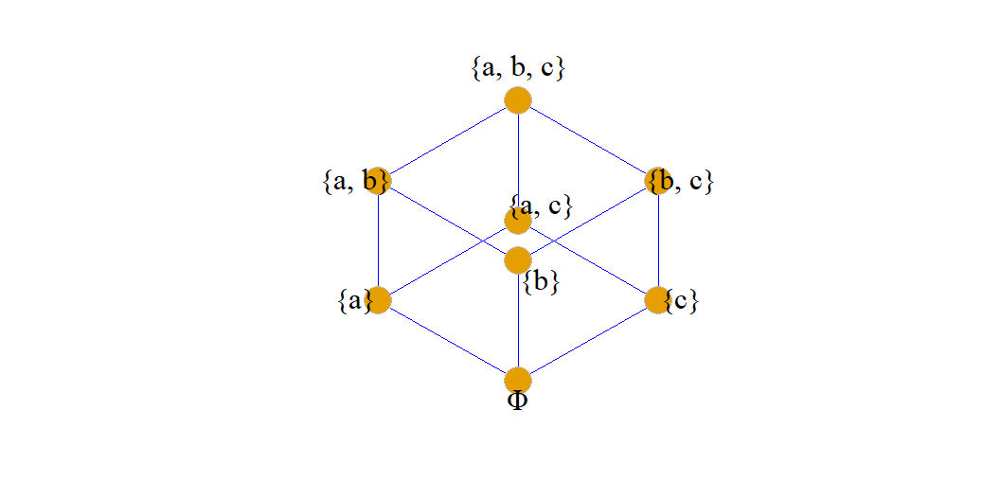 {a, b, c}
{a, b}
{b, c}
{a, c}
{b}
{a}
{c}
Φ